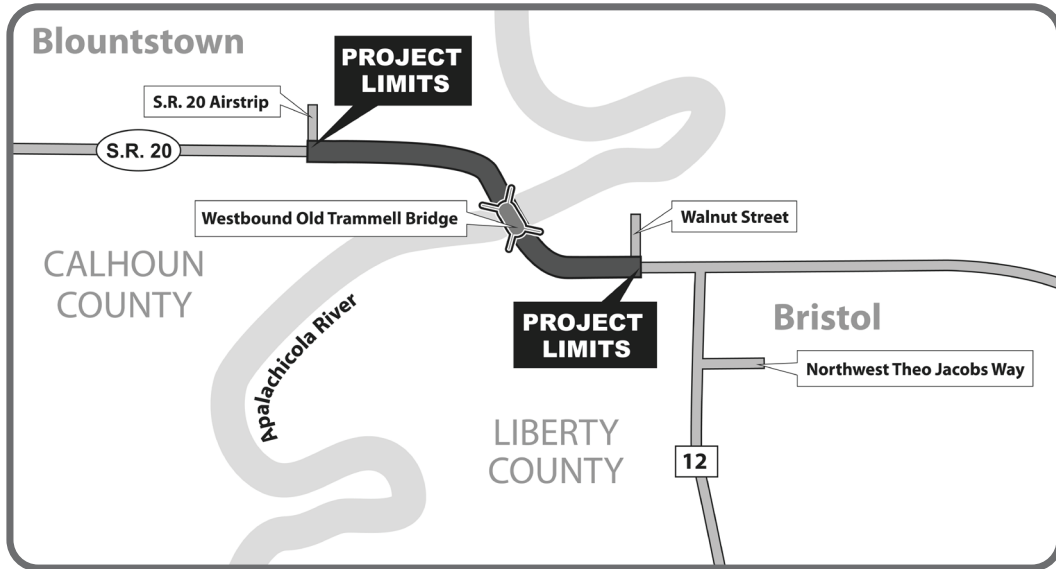 Blountstown
PROJECT
LIMITS
S.R. 20 Airstrip
S.R. 20
Westbound Old Trammell Bridge
Walnut Street
CALHOUN
COUNTY
Apalachicola River
PROJECT
LIMITS
Bristol
Northwest Theo Jacobs Way
LIBERTY
COUNTY
12